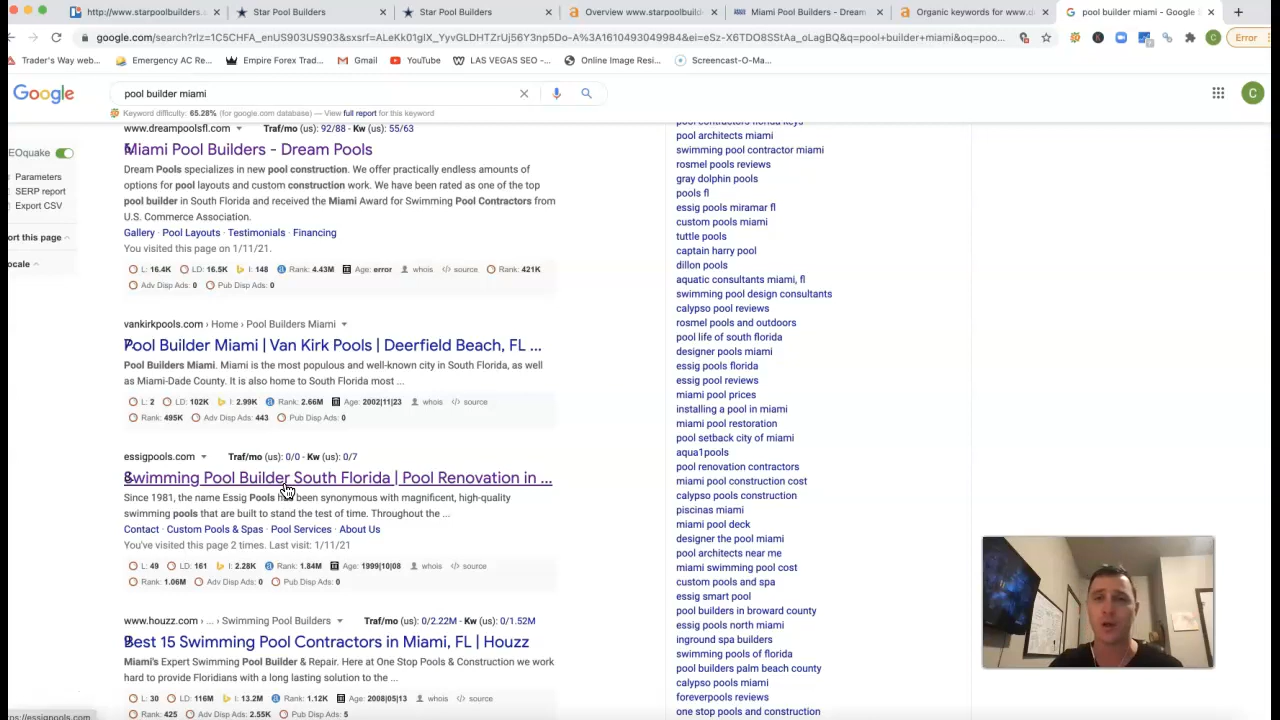 http://www.starpoolbuilders.
Star Pool Builders
Star Pool Builders
Overview www.starpoolbuild
Miami Pool Builders - Dream
Organic keywords for www.d
pool builder miami - Google
google.com/search?rlz=1C5CHFA_enUS903US903&sxsrf=ALeKk01gIX_YyvGLDHTZrUj56Y3np5Do-A%3A1610493049984&ei=eSz-X6TDO8SStAa_oLagBQ&q=pool+builder+miami&oq=poo...
Error
Trader's Way web...
Emergency AC Re...
Empire Forex Trad...
Gmail
YouTube
LAS VEGAS SEO -...
Online Image Resi...
Screencast-O-Ma...
Google
pool builder miami
C
Keyword difficulty: 65.28% (for google.com database) — View full report for this keyword
EOquake
Parameters
SERP report
Export CSV
ort this page
ocale
www.dreampoolsfl.com
Traf/mo (us): 92/88 · Kw (us): 55/63
Miami Pool Builders - Dream Pools
Dream Pools specializes in new pool construction. We offer practically endless amounts of
options for pool layouts and custom construction work. We have been rated as one of the top
pool builder in South Florida and received the Miami Award for Swimming Pool Contractors from
U.S. Commerce Association.
Gallery · Pool Layouts · Testimonials · Financing
You visited this page on 1/11/21.
L: 16.4K LD: 16.5K I: 148 Rank: 4.43M Age: error whois source Rank: 421K
Adv Disp Ads: 0 Pub Disp Ads: 0
vankirkpools.com › Home › Pool Builders Miami
Pool Builder Miami | Van Kirk Pools | Deerfield Beach, FL ...
Pool Builders Miami. Miami is the most populous and well-known city in South Florida, as well
as Miami-Dade County. It is also home to South Florida most ...
L: 2 LD: 102K I: 2.99K Rank: 2.66M Age: 2002|11|23 whois source
Rank: 495K Adv Disp Ads: 443 Pub Disp Ads: 0
essigpools.com
Traf/mo (us): 0/0 · Kw (us): 0/7
Swimming Pool Builder South Florida | Pool Renovation in ...
Since 1981, the name Essig Pools has been synonymous with magnificent, high-quality
swimming pools that are built to stand the test of time. Throughout the ...
Contact · Custom Pools & Spas · Pool Services · About Us
You've visited this page 2 times. Last visit: 1/11/21
L: 49 LD: 161 I: 2.28K Rank: 1.84M Age: 1999|10|08 whois source
Rank: 1.06M Adv Disp Ads: 0 Pub Disp Ads: 0
www.houzz.com › ... › Swimming Pool Builders
Traf/mo (us): 0/2.22M · Kw (us): 0/1.52M
Best 15 Swimming Pool Contractors in Miami, FL | Houzz
Miami's Expert Swimming Pool Builder & Repair. Here at One Stop Pools & Construction we work
hard to provide Floridians with a long lasting solution to the ...
L: 30 LD: 116M I: 13.2M Rank: 1.12K Age: 2008|05|13 whois source
Rank: 425 Adv Disp Ads: 2.55K Pub Disp Ads: 5
ps://essigpools.com
pool contractors florida keys
pool architects miami
swimming pool contractor miami
rosmel pools reviews
gray dolphin pools
pools fl
essig pools miramar fl
custom pools miami
tuttle pools
captain harry pool
dillon pools
aquatic consultants miami, fl
swimming pool design consultants
calypso pool reviews
rosmel pools and outdoors
pool life of south florida
designer pools miami
essig pools florida
essig pool reviews
miami pool prices
installing a pool in miami
miami pool restoration
pool setback city of miami
aqua1pools
pool renovation contractors
miami pool construction cost
calypso pools construction
piscinas miami
miami pool deck
designer the pool miami
pool architects near me
miami swimming pool cost
custom pools and spa
essig smart pool
pool builders in broward county
essig pools north miami
inground spa builders
swimming pools of florida
pool builders palm beach county
calypso pools miami
foreverpools reviews
one stop pools and construction